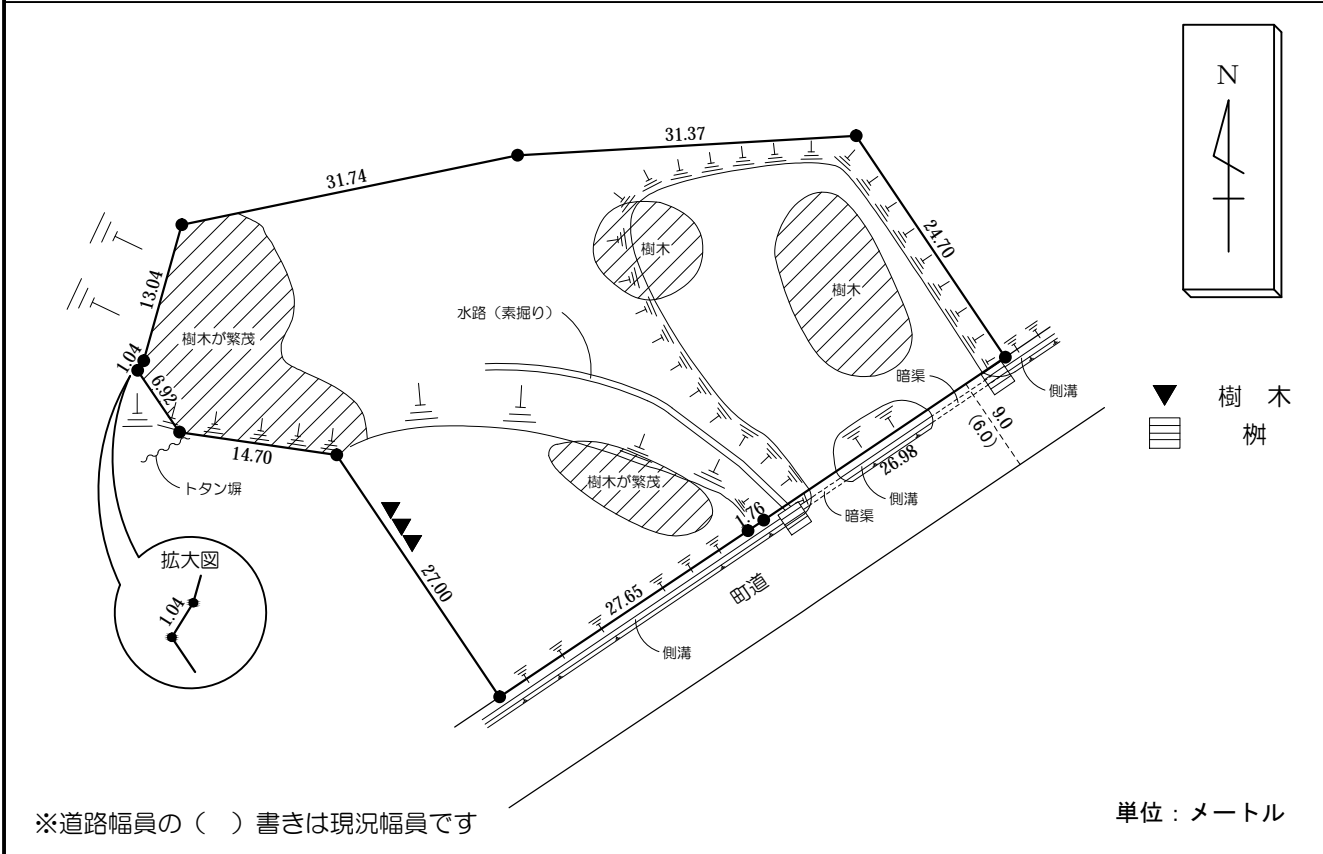 N
31.37
31.74
24.70
樹木
樹木
13.04
水路（素掘り）
樹木が繁茂
1.04
6.92
暗渠
側溝
9.0
(6.0)
▼ 樹　木
桝
14.70
トタン塀
樹木が繁茂
26.98
側溝
1.76
暗渠
拡大図
1.04
27.00
27.65
町道
側溝
※道路幅員の（　）書きは現況幅員です
単位：メートル